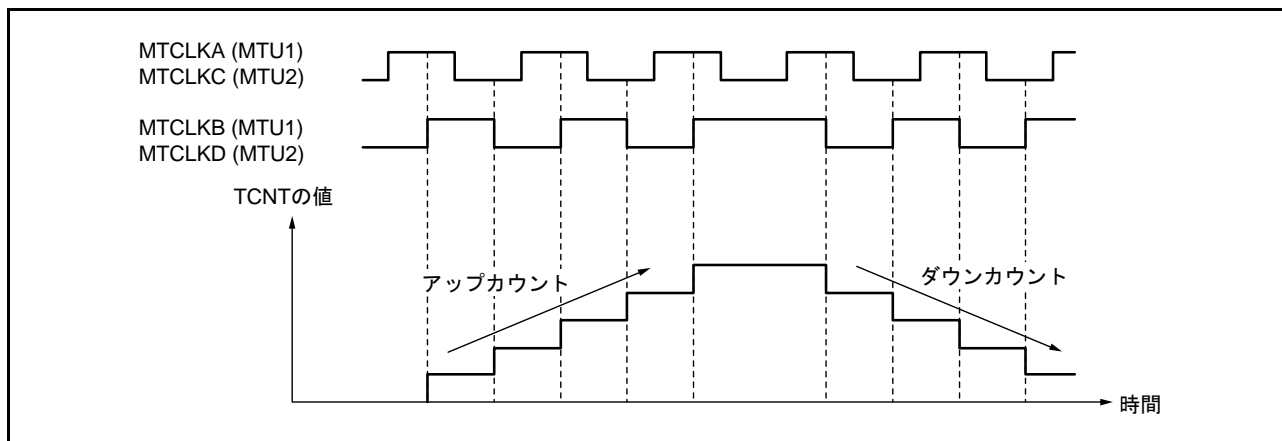 MTCLKA (MTU1)
MTCLKC (MTU2)
MTCLKB (MTU1)
MTCLKD (MTU2)
TCNTの値
アップカウント
ダウンカウント
時間